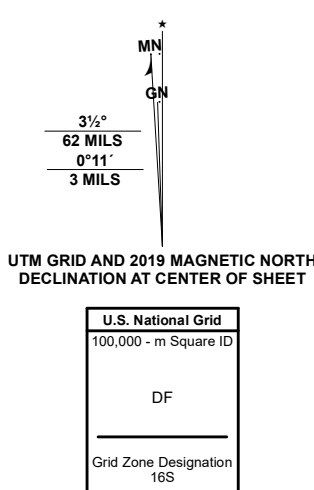 MN
GN
3½°
62 MILS
0°11´
3 MILS
UTM GRID AND 2019 MAGNETIC NORTH
DECLINATION AT CENTER OF SHEET
U.S. National Grid
100,000 - m Square ID
DF
Grid Zone Designation
16S